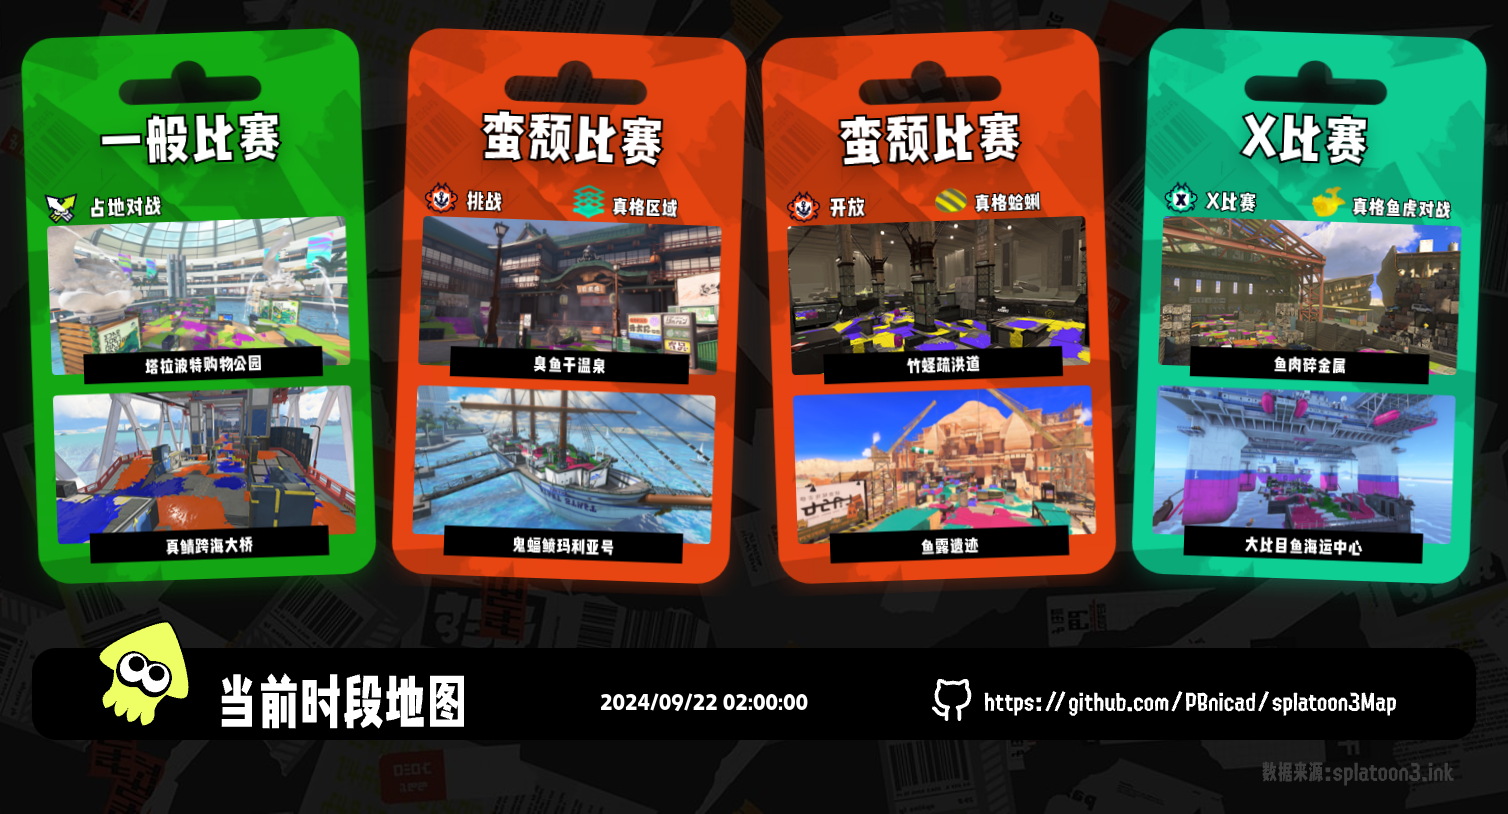 一般比赛
占地对战
塔拉波特购物公园
真鲭跨海大桥
蛮颓比赛
挑战
真格区域
臭鱼干温泉
鬼蝠鲼玛利亚号
蛮颓比赛
开放
真格蛤蜊
竹蛏疏洪道
鱼露遗迹
X比赛
X比赛
真格鱼虎对战
鱼肉碎金属
大比目鱼海运中心
当前时段地图
2024/09/22 02:00:00
https://github.com/PBnicad/splatoon3Map
数据来源:splatoon3.ink